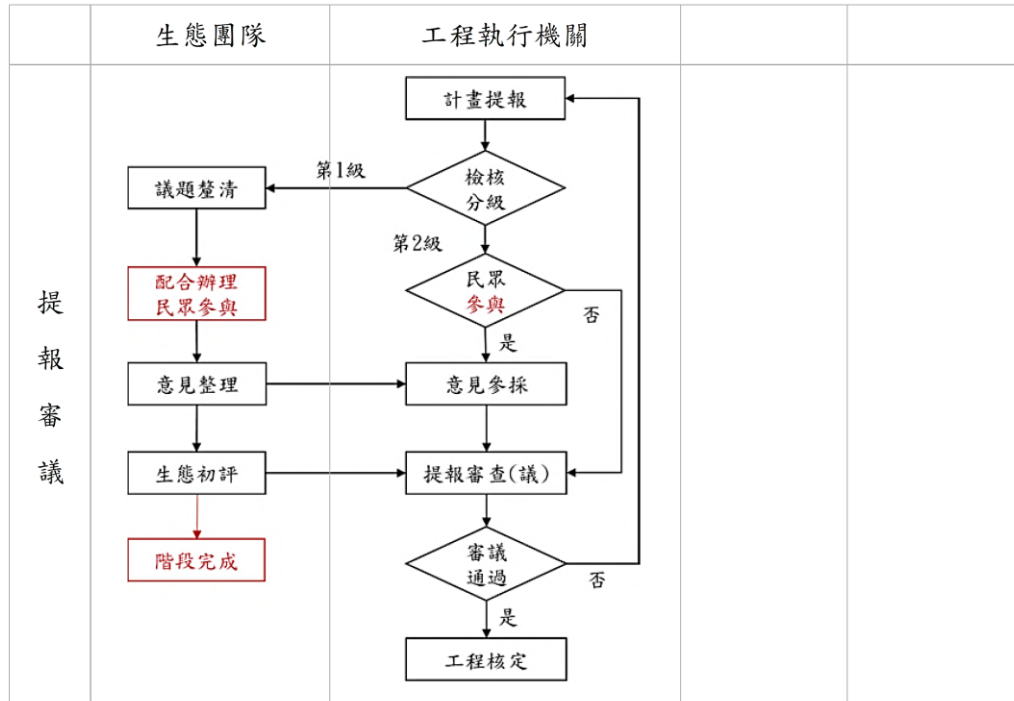 生態團隊
工程執行機關
提報審議
計畫提報
檢核
分級
第1級
議題釐清
第2級
配合辦理
民眾參與
民眾
參與
否
是
意見整理
意見參採
生態初評
提報審查(議)
階段完成
審議
通過
否
是
工程核定